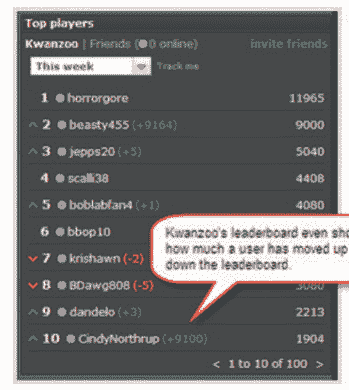 Top players
Kwanzoo | Friends (0 online) invite friends
This week Track me
1 horrorgore 11965
2 beasty455 (+9164) 9000
3 jepps20 (+5) 5040
4 scalli38 4408
5 boblabfan4 (+1) 4080
6 bbop10
Kwanzoo's leaderboard even sho
how much a user has moved up
down the leaderboard.
7 krishawn (-2)
8 BDawg808 (-5) 3080
9 dandelo (+3) 2213
10 CindyNorthrup (+9100) 1904
< 1 to 10 of 100 >